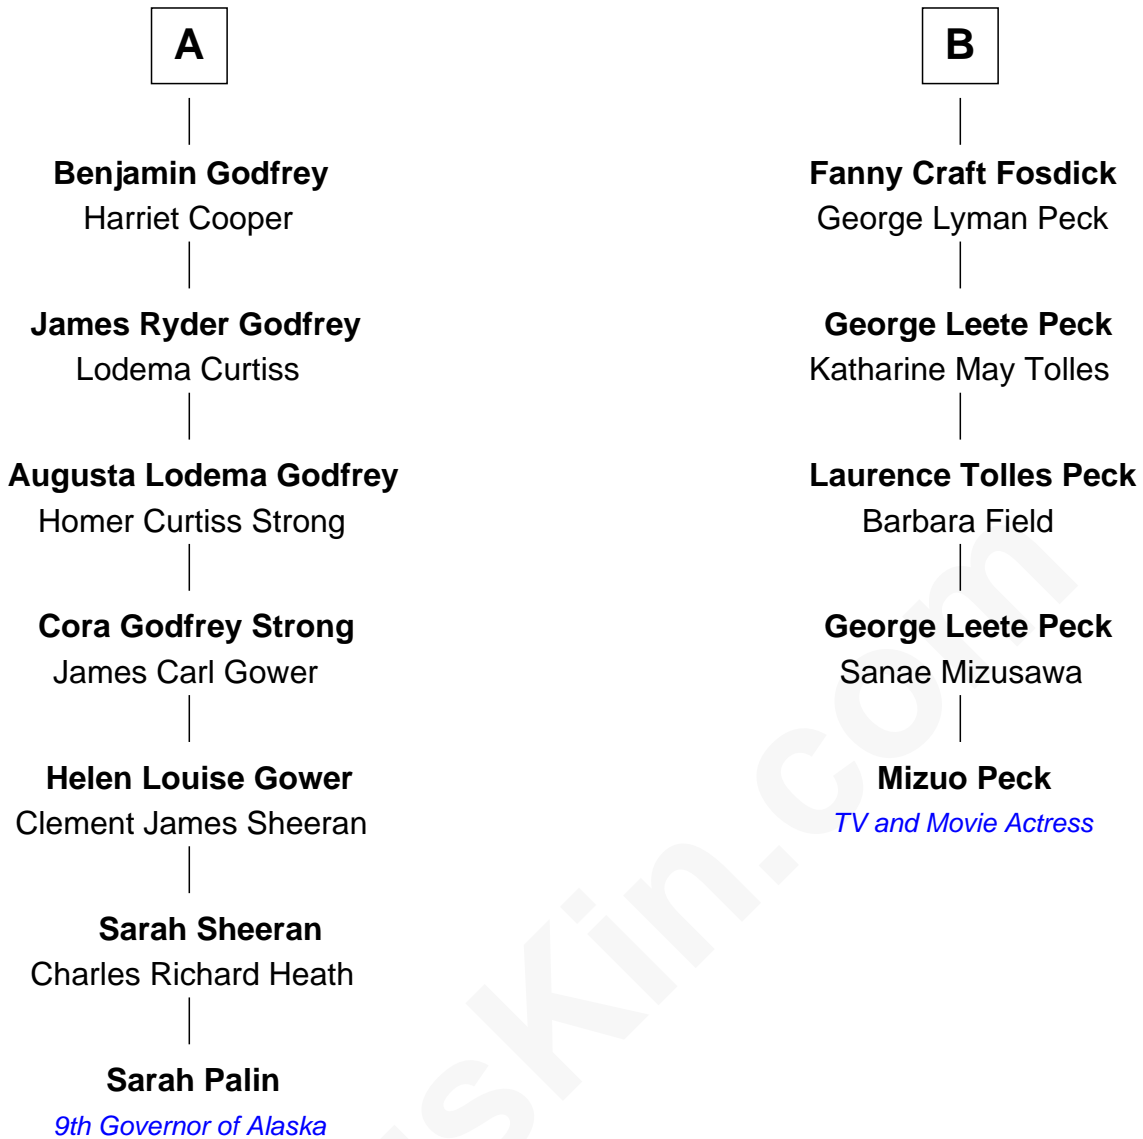 A
Benjamin Godfrey
Harriet Cooper
James Ryder Godfrey
Lodema Curtiss
Augusta Lodema Godfrey
Homer Curtiss Strong
Cora Godfrey Strong
James Carl Gower
Helen Louise Gower
Clement James Sheeran
Sarah Sheeran
Charles Richard Heath
Sarah Palin
9th Governor of Alaska
B
Fanny Craft Fosdick
George Lyman Peck
George Leete Peck
Katharine May Tolles
Laurence Tolles Peck
Barbara Field
George Leete Peck
Sanae Mizusawa
Mizuo Peck
TV and Movie Actress
usKin.com